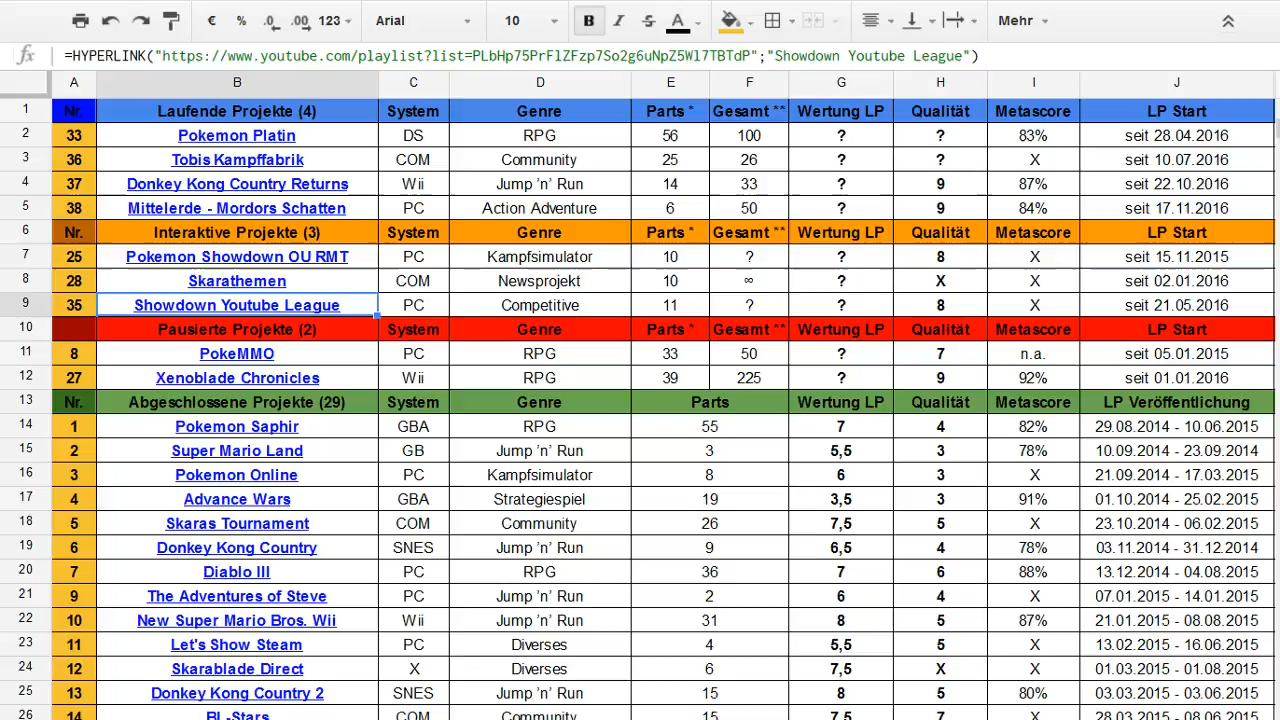 € % .0 .00 123 Arial 10 B I S A Mehr
fx =HYPERLINK("https://www.youtube.com/playlist?list=PLbHp75PrFlZFzp7So2g6uNpZ5Wl7TBTdP";"Showdown Youtube League")
A B C D E F G H I J
1 Nr. Laufende Projekte (4) System Genre Parts * Gesamt ** Wertung LP Qualität Metascore LP Start
2 33 Pokemon Platin DS RPG 56 100 ? ? 83% seit 28.04.2016
3 36 Tobis Kampffabrik COM Community 25 26 ? ? X seit 10.07.2016
4 37 Donkey Kong Country Returns Wii Jump 'n' Run 14 33 ? 9 87% seit 22.10.2016
5 38 Mittelerde - Mordors Schatten PC Action Adventure 6 50 ? 9 84% seit 17.11.2016
6 Nr. Interaktive Projekte (3) System Genre Parts * Gesamt ** Wertung LP Qualität Metascore LP Start
7 25 Pokemon Showdown OU RMT PC Kampfsimulator 10 ? ? 8 X seit 15.11.2015
8 28 Skarathemen COM Newsprojekt 10 ∞ ? X X seit 02.01.2016
9 35 Showdown Youtube League PC Competitive 11 ? ? 8 X seit 21.05.2016
10 Pausierte Projekte (2) System Genre Parts * Gesamt ** Wertung LP Qualität Metascore LP Start
11 8 PokeMMO PC RPG 33 50 ? 7 n.a. seit 05.01.2015
12 27 Xenoblade Chronicles Wii RPG 39 225 ? 9 92% seit 01.01.2016
13 Nr. Abgeschlossene Projekte (29) System Genre Parts Wertung LP Qualität Metascore LP Veröffentlichung
14 1 Pokemon Saphir GBA RPG 55 7 4 82% 29.08.2014 - 10.06.2015
15 2 Super Mario Land GB Jump 'n' Run 3 5,5 3 78% 10.09.2014 - 23.09.2014
16 3 Pokemon Online PC Kampfsimulator 8 6 3 X 21.09.2014 - 17.03.2015
17 4 Advance Wars GBA Strategiespiel 19 3,5 3 91% 01.10.2014 - 25.02.2015
18 5 Skaras Tournament COM Community 26 7,5 5 X 23.10.2014 - 06.02.2015
19 6 Donkey Kong Country SNES Jump 'n' Run 9 6,5 4 78% 03.11.2014 - 31.12.2014
20 7 Diablo III PC RPG 36 7 6 88% 13.12.2014 - 04.08.2015
21 9 The Adventures of Steve PC Jump 'n' Run 2 6 4 X 07.01.2015 - 14.01.2015
22 10 New Super Mario Bros. Wii Wii Jump 'n' Run 31 8 5 87% 21.01.2015 - 08.08.2015
23 11 Let's Show Steam PC Diverses 4 5,5 5 X 13.02.2015 - 16.06.2015
24 12 Skarablade Direct X Diverses 6 7,5 X X 01.03.2015 - 01.08.2015
25 13 Donkey Kong Country 2 SNES Jump 'n' Run 15 8 5 80% 03.03.2015 - 03.06.2015
26 14 BL-Stars COM Community 15 7,5 7 X 28.03.2015 - 08.06.2015